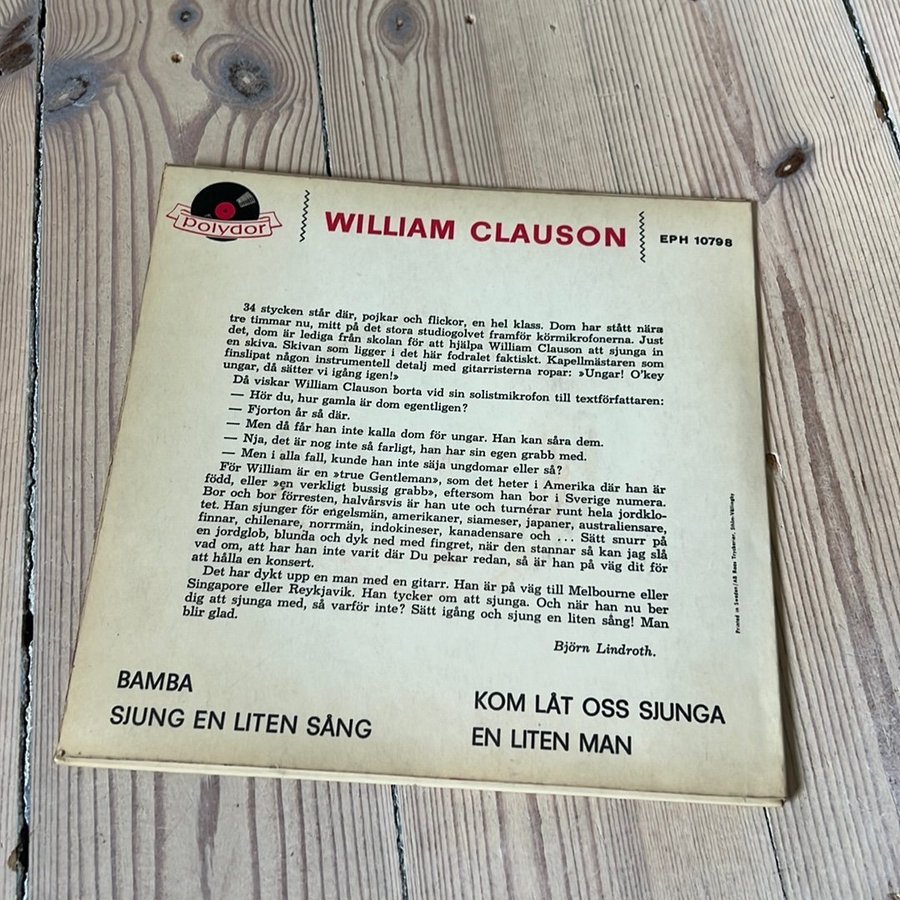 polydor
WILLIAM CLAUSON
EPH 10798
34 stycken står där, pojkar och flickor, en hel klass. Dom har stått nära
tre timmar nu, mitt på det stora studiogolvet framför körmikrofonerna. Just
det, dom är lediga från skolan för att hjälpa William Clauson att sjunga in
en skiva. Skivan som ligger i det här fodralet faktiskt. Kapellmästaren som
finslipat någon instrumentell detalj med gitarristerna ropar: »Ungar! O'key
ungar, då sätter vi igång igen!»
Då viskar William Clauson borta vid sin solistmikrofon till textförfattaren:
— Hör du, hur gamla är dom egentligen?
— Fjorton år så där.
— Men då får han inte kalla dom för ungar. Han kan såra dem.
— Nja, det är nog inte så farligt, han har sin egen grabb med.
— Men i alla fall, kunde han inte säja ungdomar eller så?
För William är en »true Gentleman», som det heter i Amerika där han är
född, eller »en verkligt bussig grabb», eftersom han bor i Sverige numera.
Bor och bor förresten, halvårsvis är han ute och turnérar runt hela jordklo-
tet. Han sjunger för engelsmän, amerikaner, siameser, japaner, australiensare,
finnar, chilenare, norrmän, indokineser, kanadensare och ... Sätt snurr på
en jordglob, blunda och dyk ned med fingret, när den stannar så kan jag slå
vad om, att har han inte varit där Du pekar redan, så är han på väg dit för
att hålla en konsert.
Det har dykt upp en man med en gitarr. Han är på väg till Melbourne eller
Singapore eller Reykjavik. Han tycker om att sjunga. Och när han nu ber
dig att sjunga med, så varför inte? Sätt igång och sjung en liten sång! Man
blir glad.
Björn Lindroth.
BAMBA
SJUNG EN LITEN SÅNG
KOM LÅT OSS SJUNGA
EN LITEN MAN
Printed in Sweden/AB Roos Tryckerier, Sthlm-Vällingby